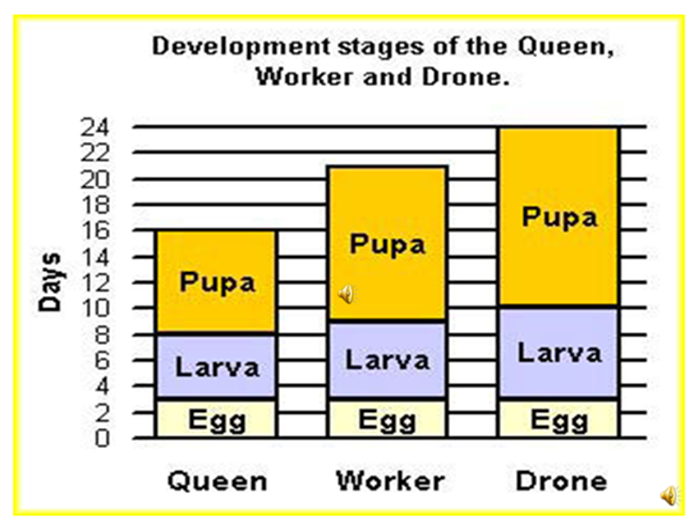 Development stages of the Queen,
Worker and Drone.
24
22
20
18
16
14
12
10
8
6
4
2
0
Days
Pupa
Larva
Egg
Pupa
Larva
Egg
Pupa
Larva
Egg
Queen
Worker
Drone